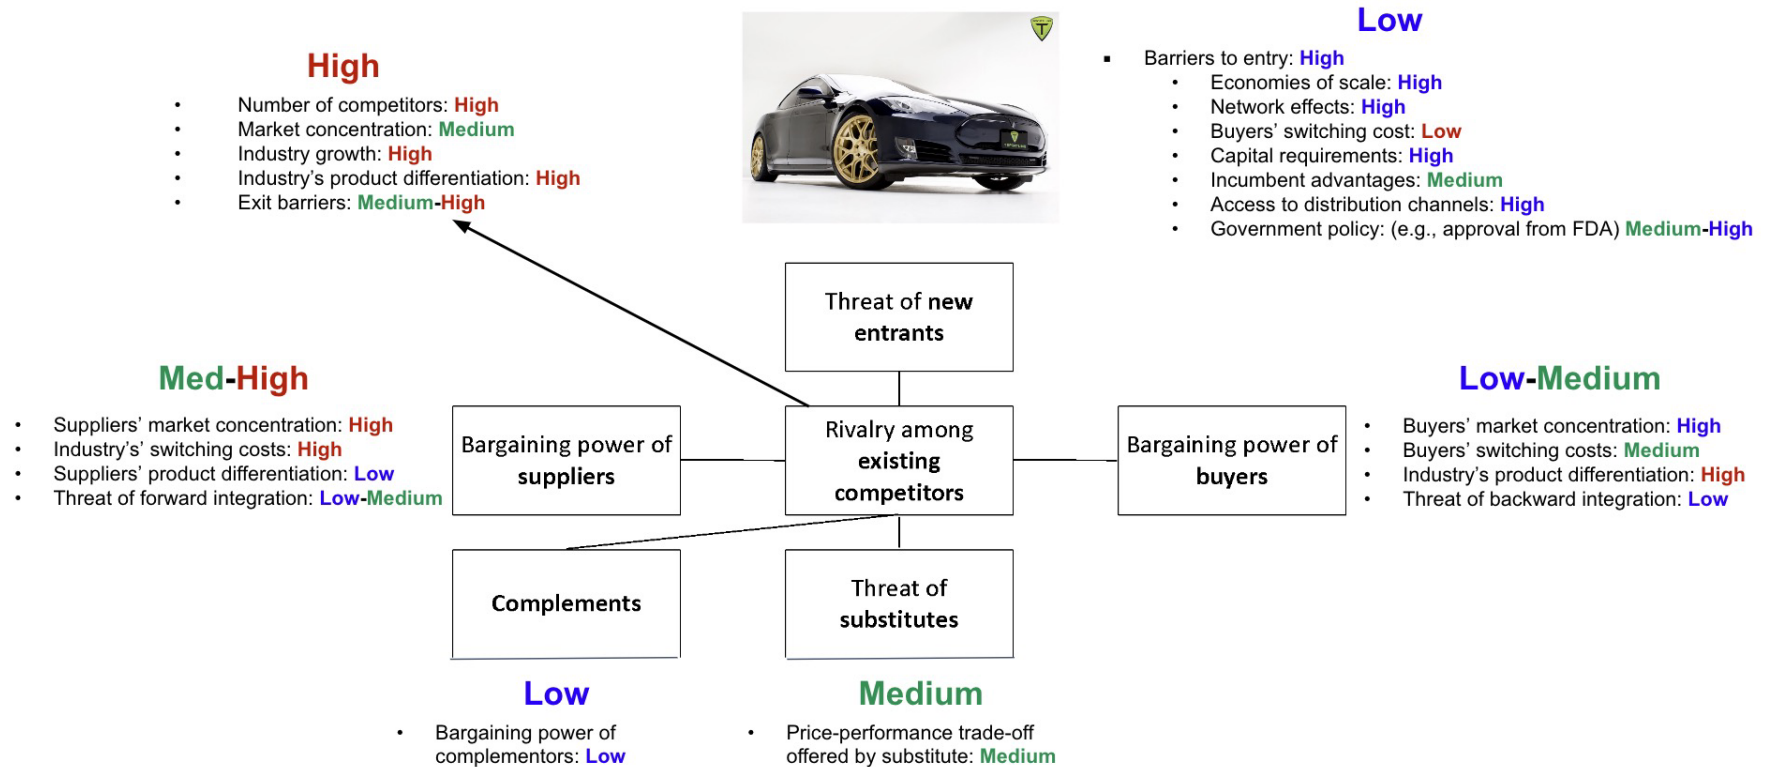 Low
High
▪ Barriers to entry: High
• Economies of scale: High
• Network effects: High
• Buyers’ switching cost: Low
• Capital requirements: High
• Incumbent advantages: Medium
• Access to distribution channels: High
• Government policy: (e.g., approval from FDA) Medium-High
• Number of competitors: High
• Market concentration: Medium
• Industry growth: High
• Industry’s product differentiation: High
• Exit barriers: Medium-High
T
Threat of new
entrants
Med-High
• Suppliers’ market concentration: High
• Industry’s’ switching costs: High
• Suppliers’ product differentiation: Low
• Threat of forward integration: Low-Medium
Bargaining power of
suppliers
Rivalry among
existing
competitors
Bargaining power of
buyers
Low-Medium
• Buyers’ market concentration: High
• Buyers’ switching costs: Medium
• Industry’s product differentiation: High
• Threat of backward integration: Low
Complements
Threat of
substitutes
Low
• Bargaining power of
complementors: Low
Medium
• Price-performance trade-off
offered by substitute: Medium